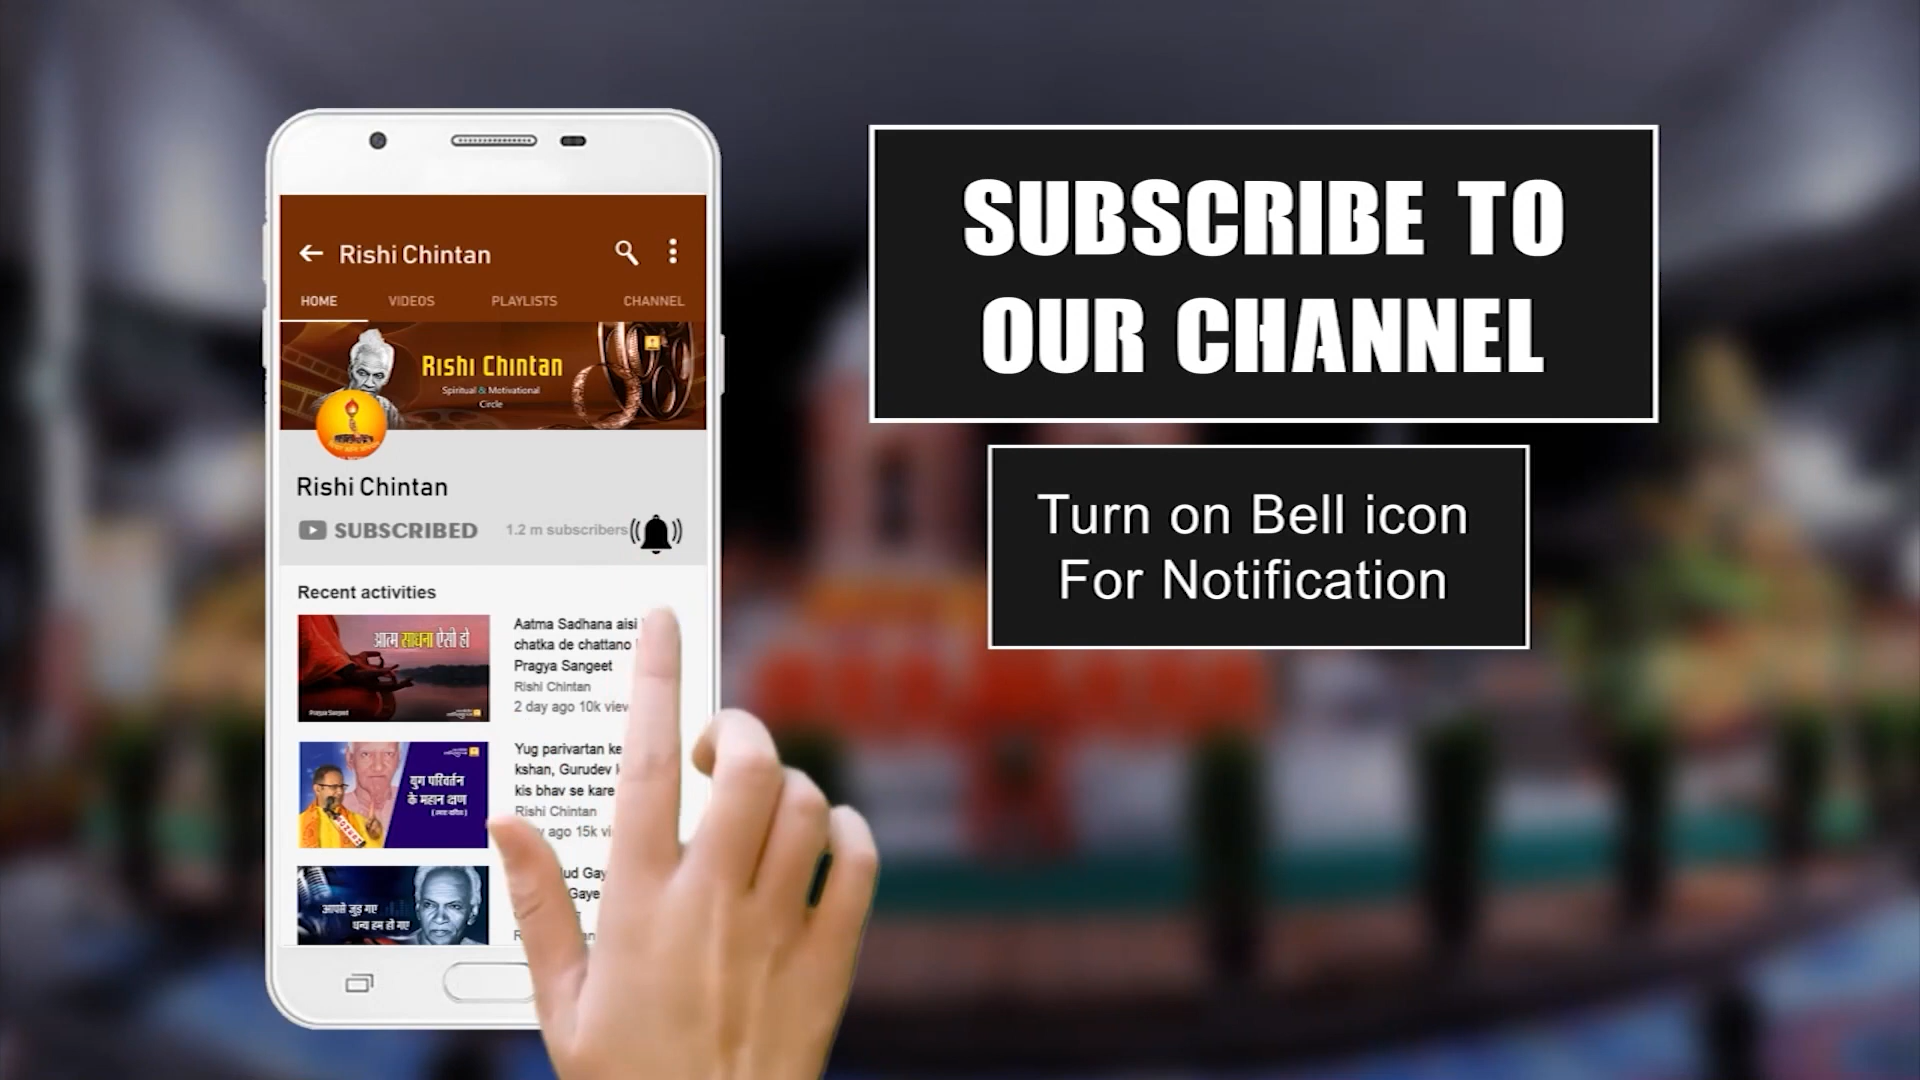 Rishi Chintan
HOME VIDEOS PLAYLISTS CHANNEL
Rishi Chintan
Spiritual & Motivational
Circle
Rishi Chintan
SUBSCRIBED 1.2 m subscribers
Recent activities
आत्म साधना ऐसी हो
Pragya Sangeet
Aatma Sadhana aisi
chatka de chattano
Pragya Sangeet
Rishi Chintan
2 day ago 10k
युग परिवर्तन
के महान क्षण
Yug parivartan ke
kshan, Gurudev
kis bhav se kare
Rishi Chintan
ago 15k
आपसे जुड़ गए
धन्य हम हो गए
Gaye
SUBSCRIBE TO
OUR CHANNEL
Turn on Bell icon
For Notification